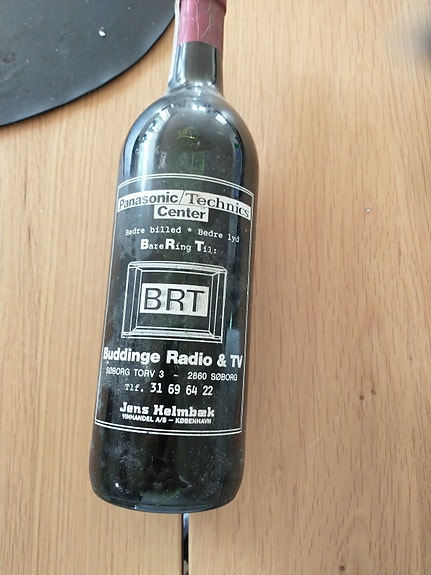 Panasonic/Technics
Center
Bedre billed * Bedre lyd
BareRing Til:
BRT
Buddinge Radio & TV
SØBORG TORV 3 - 2860 SØBORG
Tlf. 31 69 64 22
Jens Helmbæk
VINHANDEL A/S - KØBENHAVN